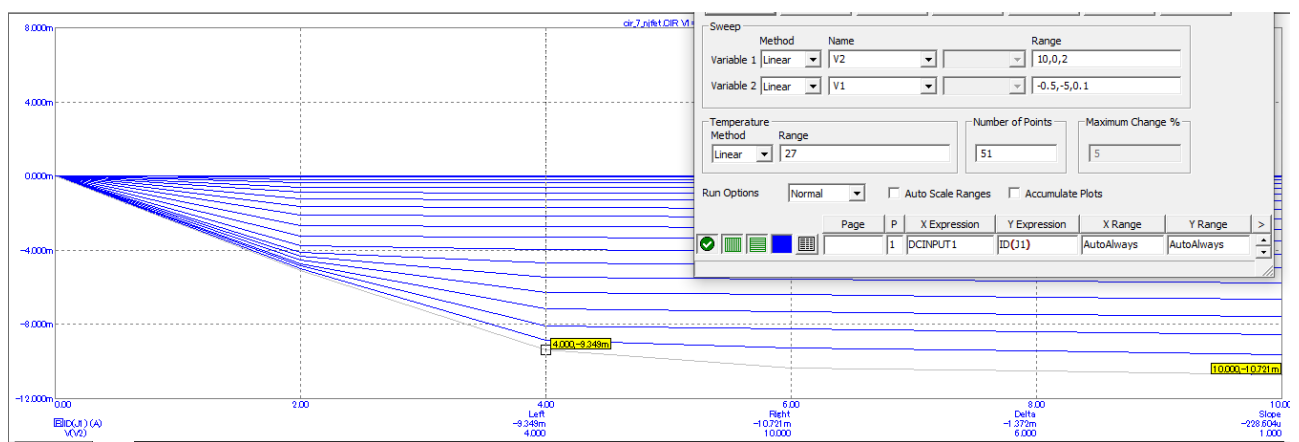 8.000m
cir_7_njfet.CIR V1=
4.000m
0.000m
-4.000m
-8.000m
-12.000m
4.000,-9.349m
10.000,-10.721m
0.00 2.00 4.00 6.00 8.00 10.00
Left Right Delta Slope
ID(J1) (A) -9.349m -10.721m -1.372m -228.604u
V(V2) 4.000 10.000 6.000 1.000
Sweep
Method Name Range
Variable 1 Linear V2 10,0,2
Variable 2 Linear V1 -0.5,-5,0.1
Temperature Number of Points Maximum Change %
Method Range
Linear 27 51 5
Run Options Normal Auto Scale Ranges Accumulate Plots
Page P X Expression Y Expression X Range Y Range >
1 DCINPUT1 ID(J1) AutoAlways AutoAlways